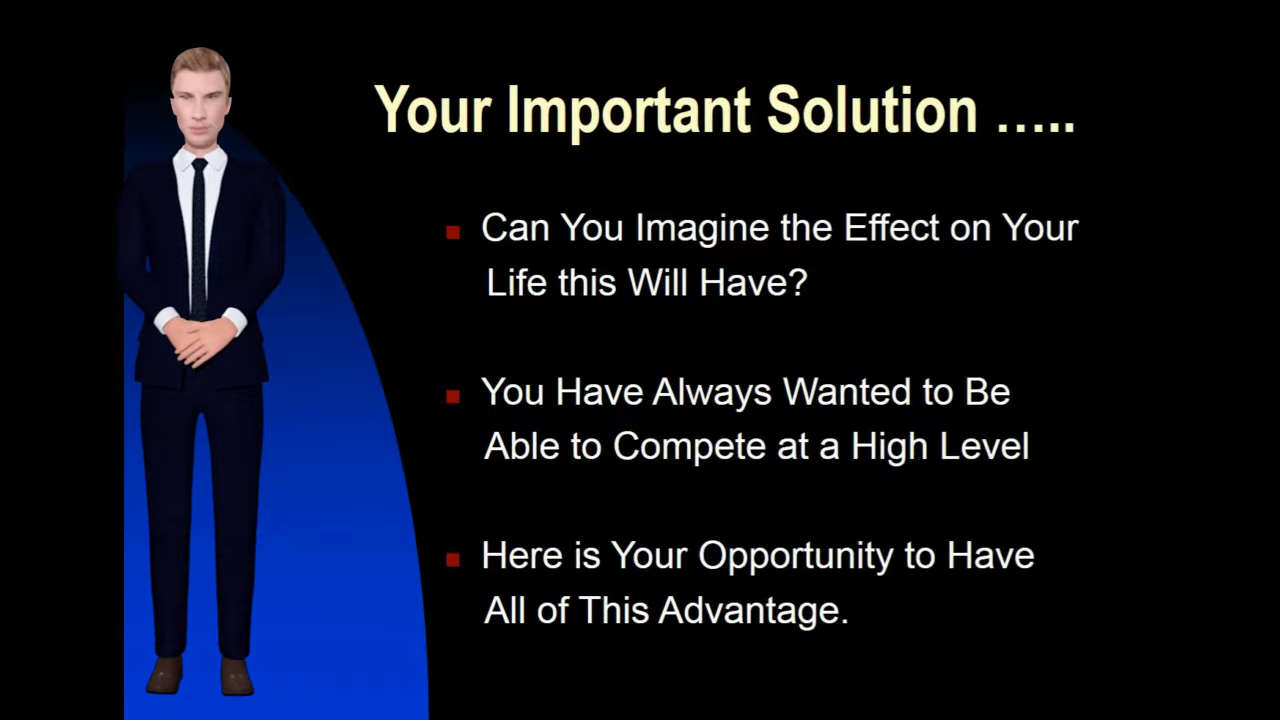 Your Important Solution .....
Can You Imagine the Effect on Your
Life this Will Have?
You Have Always Wanted to Be
Able to Compete at a High Level
Here is Your Opportunity to Have
All of This Advantage.